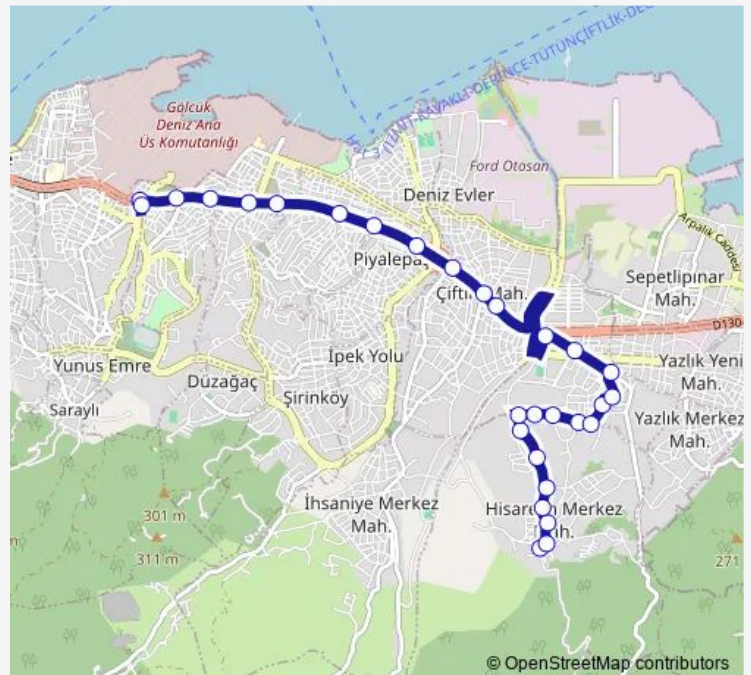 Gölcük
Deniz Ana
Üs Komutanlığı
Ford Otosan
Deniz Evler
Arpalık Caddesi
Piyalepaş
Sepetlipınar
Mah.
Çiftli
Mah.
D130
İpek Yolu
Yunus Emre
Düzağaç
Yazlık Yeni
Mah.
Şirinköy
Saraylı
Yazlık Merkez
Mah.
301 m
İhsaniye Merkez
Mah.
Merkez
311 m
271
© OpenStreetMap contributors